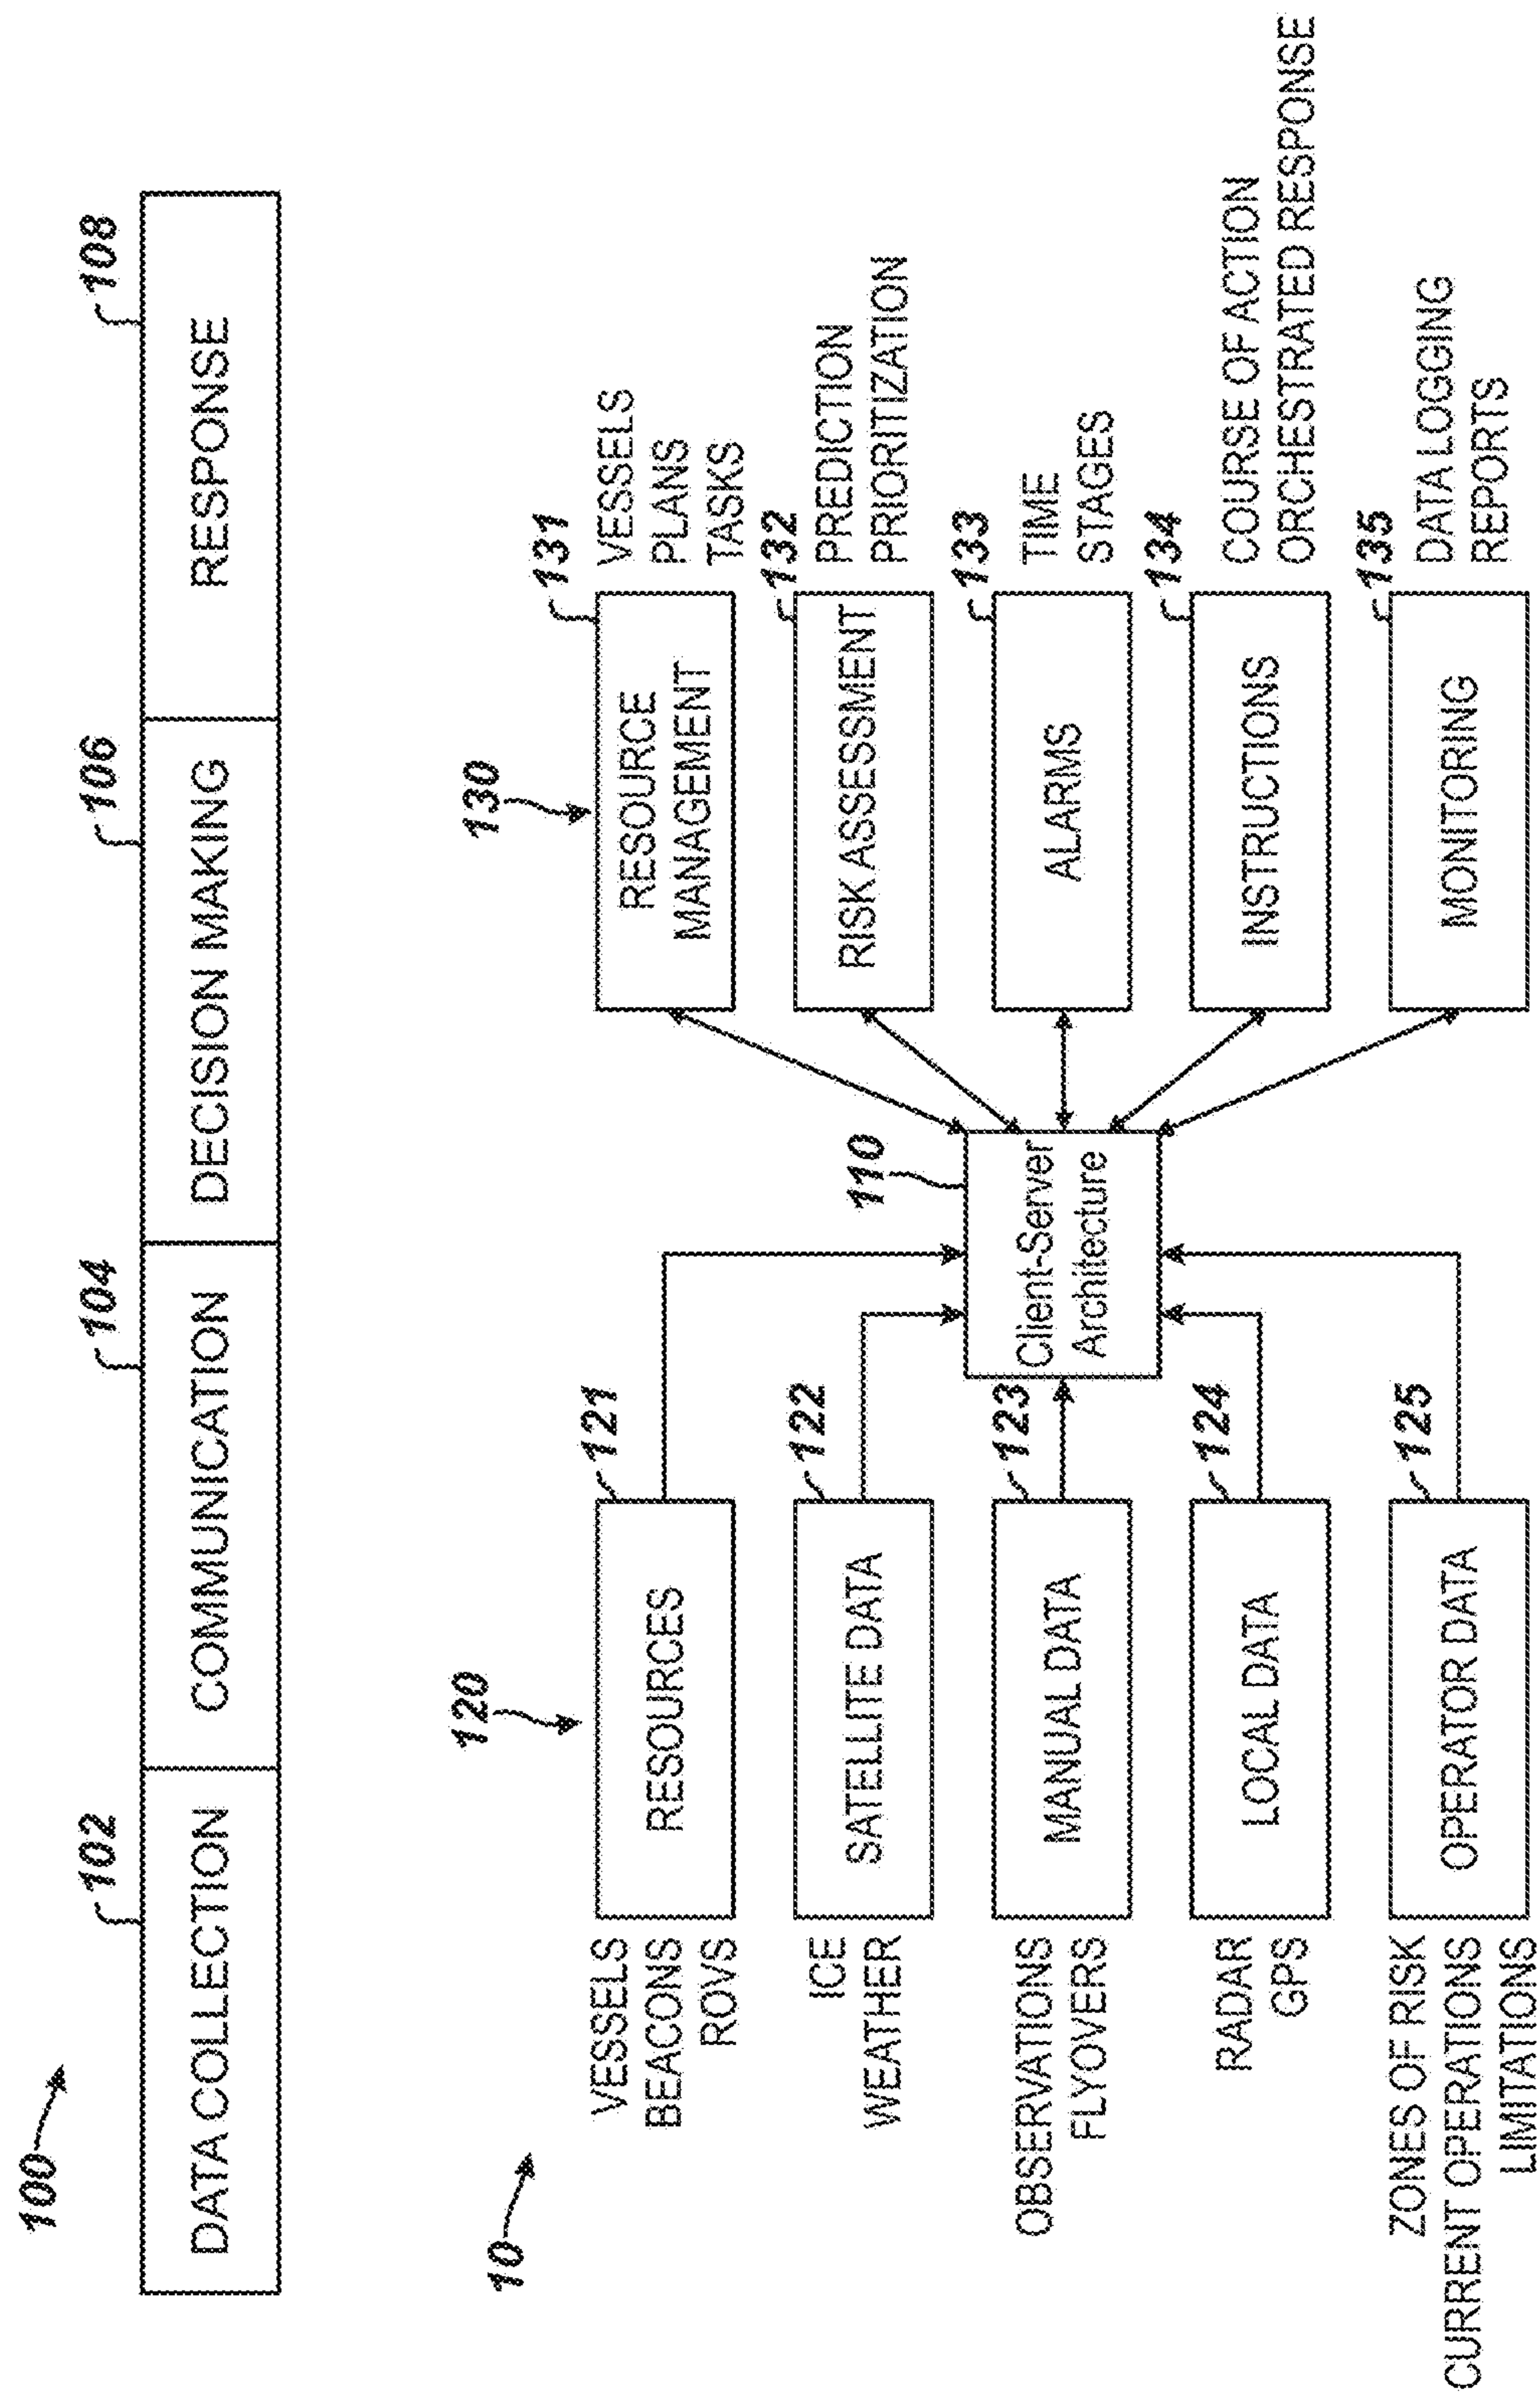 100
102
104
106
108
DATA COLLECTION
COMMUNICATION
DECISION MAKING
RESPONSE
10
120
130
VESSELS
BEACONS
ROVS
121
RESOURCES
ICE
WEATHER
122
SATELLITE DATA
OBSERVATIONS
FLYOVERS
123
MANUAL DATA
RADAR
GPS
124
LOCAL DATA
ZONES OF RISK
CURRENT OPERATIONS
LIMITATIONS
125
OPERATOR DATA
110
Client-Server
Architecture
131
RESOURCE
MANAGEMENT
VESSELS
PLANS
TASKS
132
RISK ASSESSMENT
PREDICTION
PRIORITIZATION
133
ALARMS
TIME
STAGES
134
INSTRUCTIONS
COURSE OF ACTION
ORCHESTRATED RESPONSE
135
MONITORING
DATA LOGGING
REPORTS